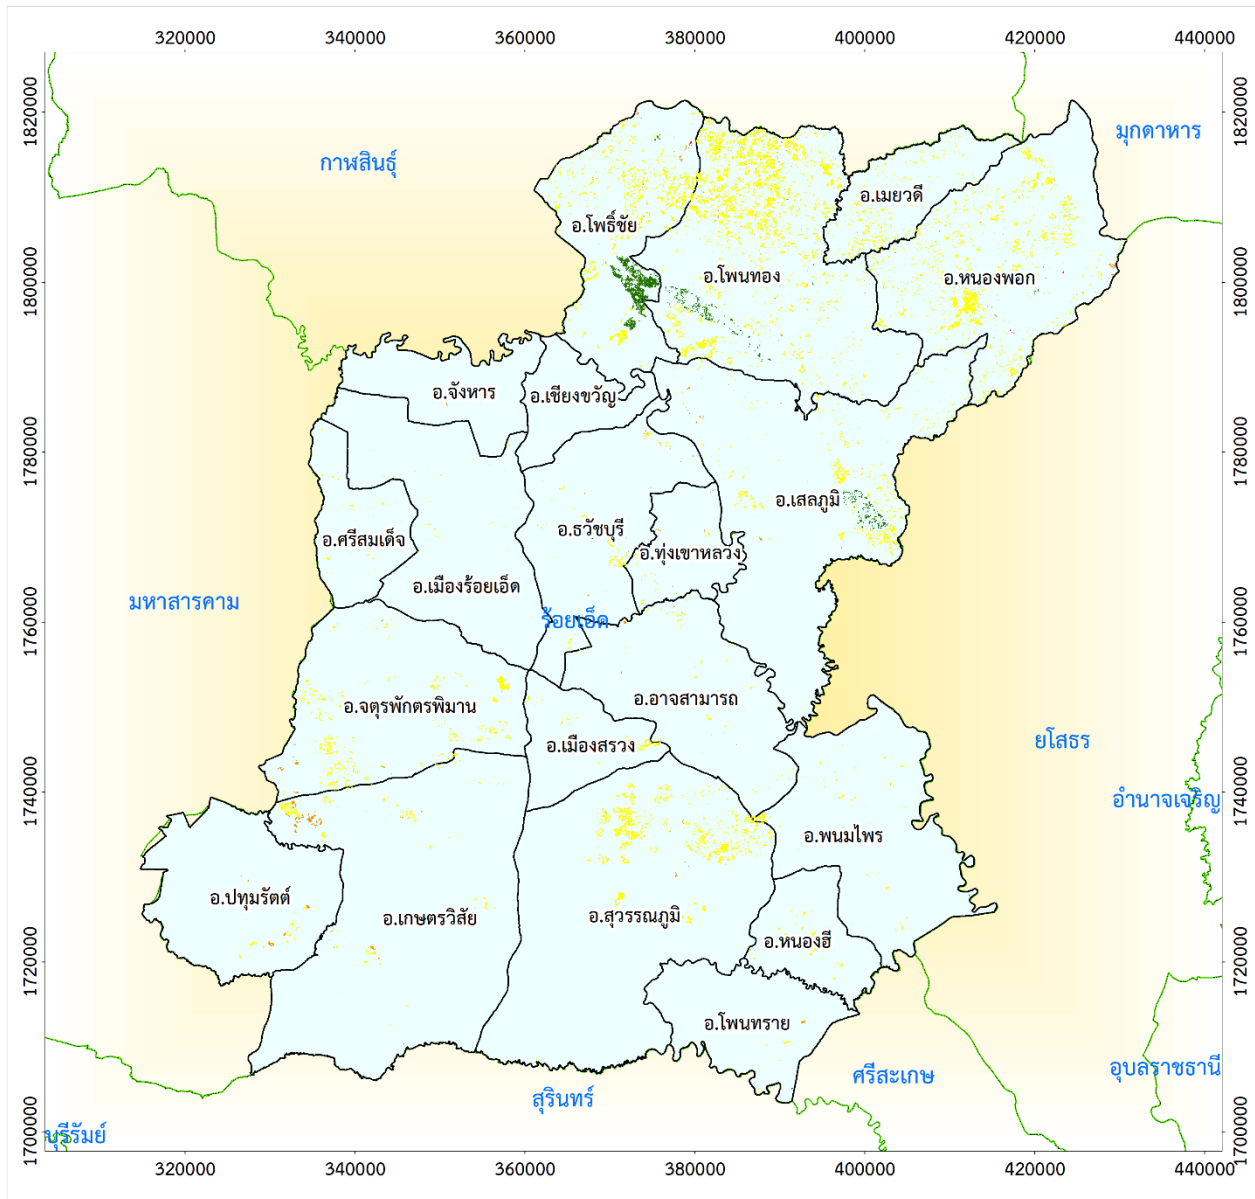 320000 340000 360000 380000 400000 420000 440000
1820000
1820000
มุกดาหาร
กาฬสินธุ์
อ.เมยวดี
อ.โพธิ์ชัย
อ.โพนทอง
อ.หนองพอก
1800000
1800000
อ.จังหาร
อ.เชียงขวัญ
1780000
1780000
อ.เสลภูมิ
อ.ธวัชบุรี
อ.ศรีสมเด็จ
อ.ทุ่งเขาหลวง
อ.เมืองร้อยเอ็ด
มหาสารคาม
ร้อยเอ็ด
1760000
1760000
อ.จตุรพักตรพิมาน
อ.อาจสามารถ
อ.เมืองสรวง
ยโสธร
1740000
1740000
อำนาจเจริญ
อ.พนมไพร
อ.ปทุมรัตต์
อ.เกษตรวิสัย
อ.สุวรรณภูมิ
อ.หนองฮี
1720000
1720000
อ.โพนทราย
ศรีสะเกษ
อุบลราชธานี
สุรินทร์
บุรีรัมย์
1700000
1700000
320000 340000 360000 380000 400000 420000 440000